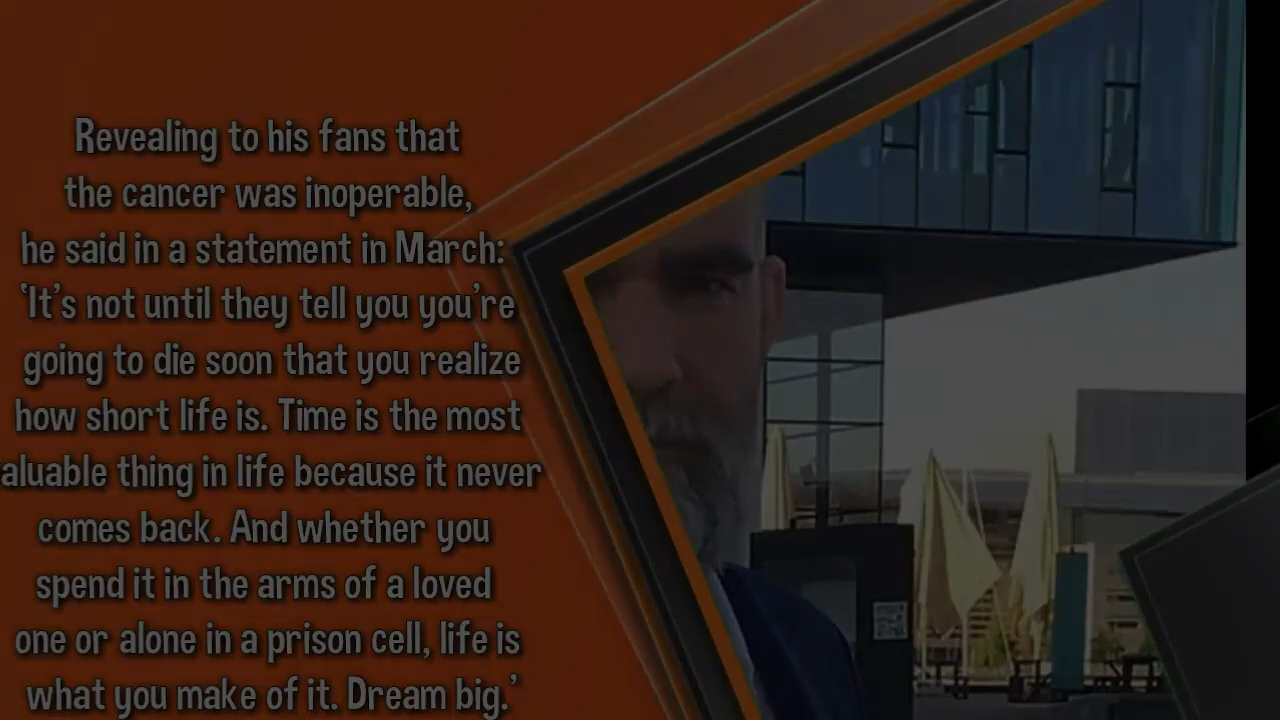 Revealing to his fans that
the cancer was inoperable,
he said in a statement in March:
‘It’s not until they tell you you’re
going to die soon that you realize
how short life is. Time is the most
aluable thing in life because it never
comes back. And whether you
spend it in the arms of a loved
one or alone in a prison cell, life is
what you make of it. Dream big.’